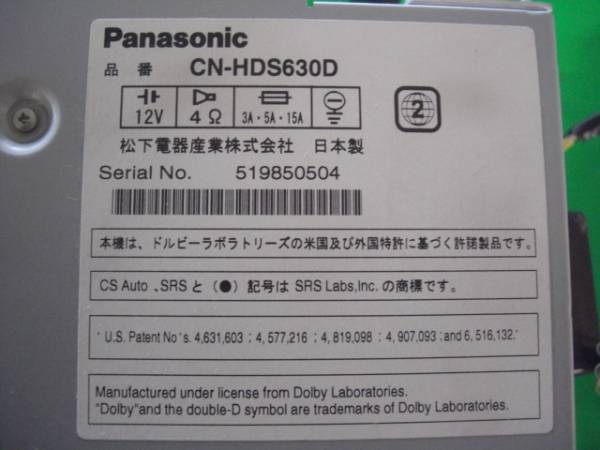 Panasonic
品 番 CN-HDS630D
12V 4Ω 3A・5A・15A 2
松下電器産業株式会社 日本製
Serial No. 519850504
本機は、ドルビーラボラトリーズの米国及び外国特許に基づく許諾製品です。
CS Auto 、SRS と (●) 記号は SRS Labs,Inc. の商標です。
" U.S. Patent No's. 4,631,603 : 4, 577,216 : 4, 819,098 : 4, 907,093: and 6, 516,132."
Manufactured under license from Dolby Laboratories.
"Dolby"and the double-D symbol are trademarks of Dolby Laboratories.